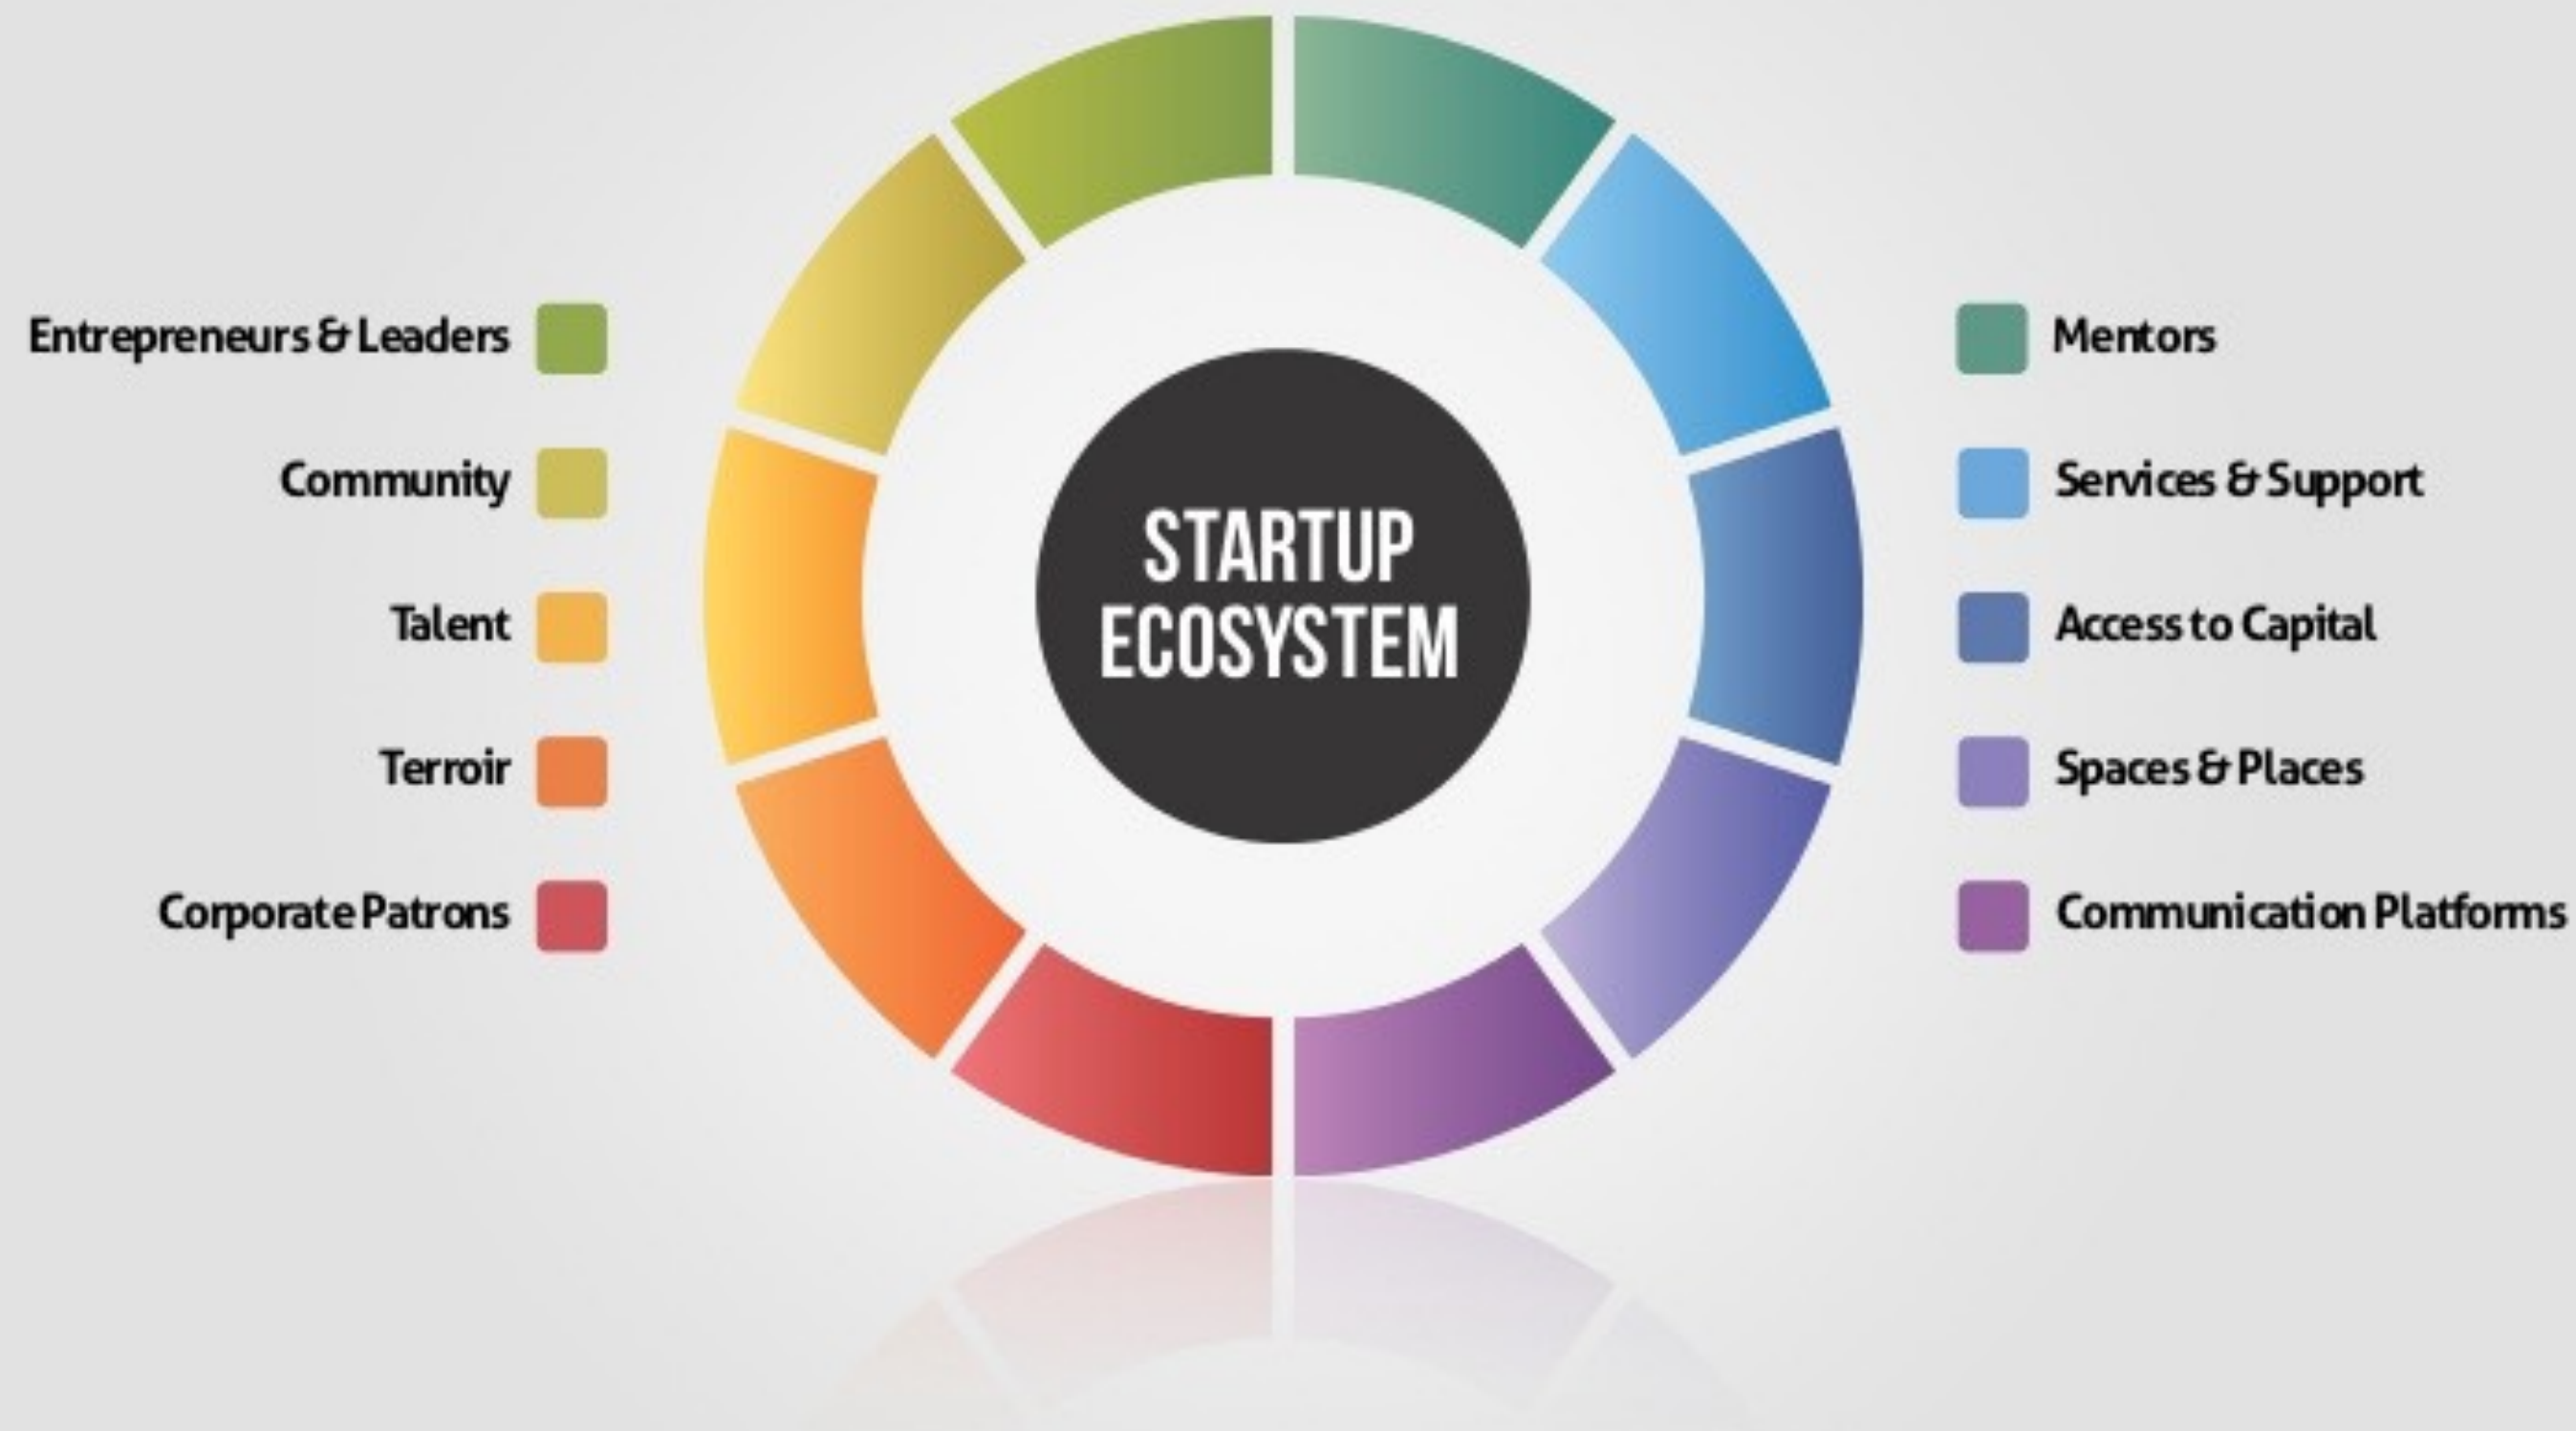 Entrepreneurs & Leaders
Community
Talent
Terroir
Corporate Patrons
STARTUP
ECOSYSTEM
Mentors
Services & Support
Access to Capital
Spaces & Places
Communication Platforms